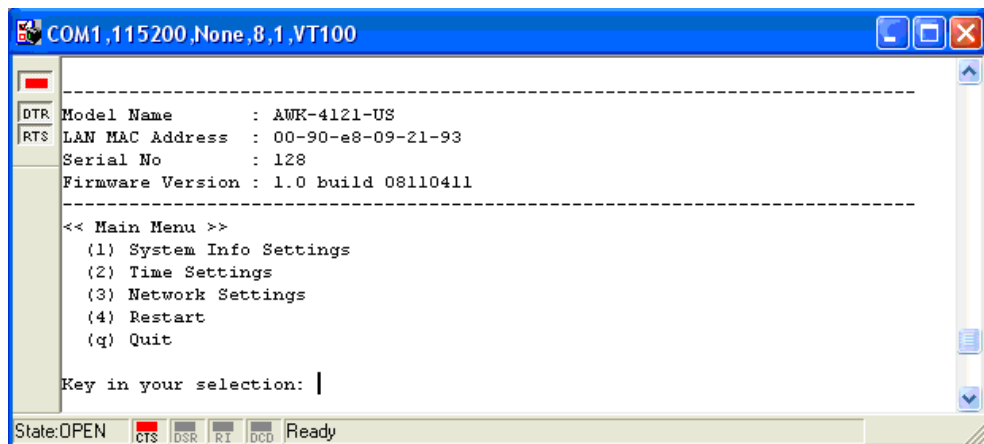 COM1,115200,None,8,1,VT100
DTR
RTS
--------------------------------------------------------------------------
Model Name : AWK-4121-US
LAN MAC Address : 00-90-e8-09-21-93
Serial No : 128
Firmware Version : 1.0 build 08110411
--------------------------------------------------------------------------
<< Main Menu >>
(1) System Info Settings
(2) Time Settings
(3) Network Settings
(4) Restart
(q) Quit
Key in your selection:
State:OPEN CTS DSR RI DCD Ready